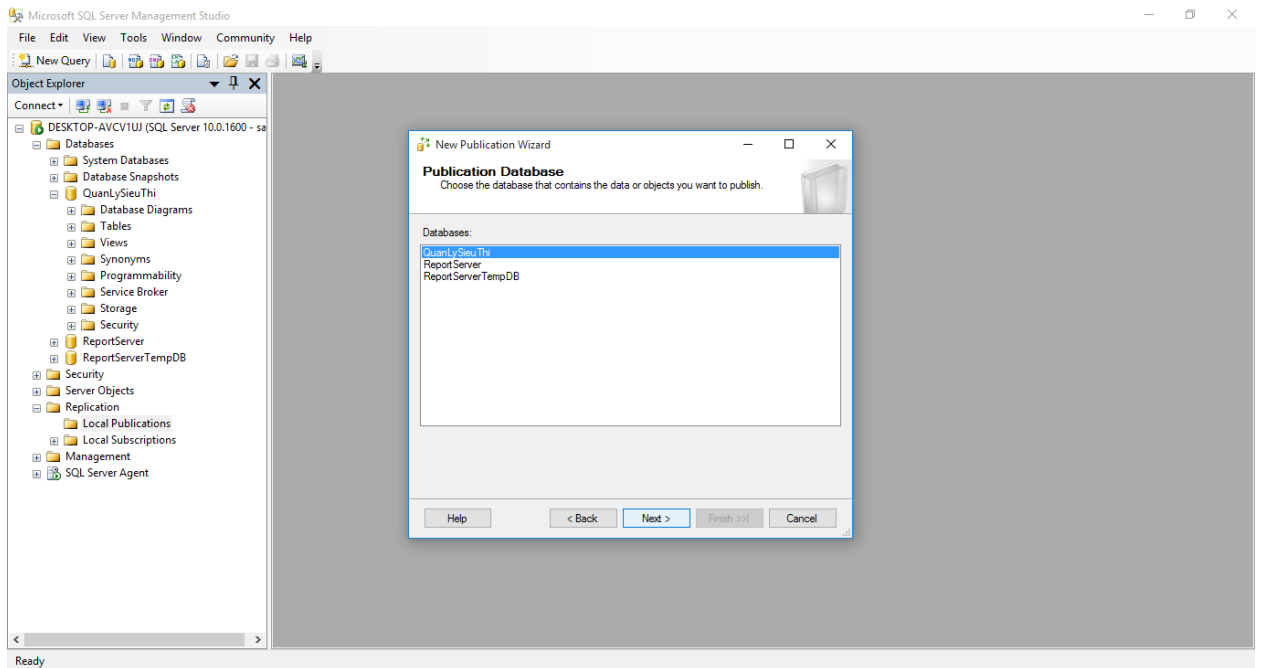 Microsoft SQL Server Management Studio
File Edit View Tools Window Community Help
New Query
Object Explorer
Connect
DESKTOP-AVCV1UJ (SQL Server 10.0.1600 - sa
Databases
System Databases
Database Snapshots
QuanLySieuThi
Database Diagrams
Tables
Views
Synonyms
Programmability
Service Broker
Storage
Security
ReportServer
ReportServerTempDB
Security
Server Objects
Replication
Local Publications
Local Subscriptions
Management
SQL Server Agent
New Publication Wizard
Publication Database
Choose the database that contains the data or objects you want to publish.
Databases:
QuanLySieuThi
ReportServer
ReportServerTempDB
Help < Back Next > Finish >>| Cancel
Ready